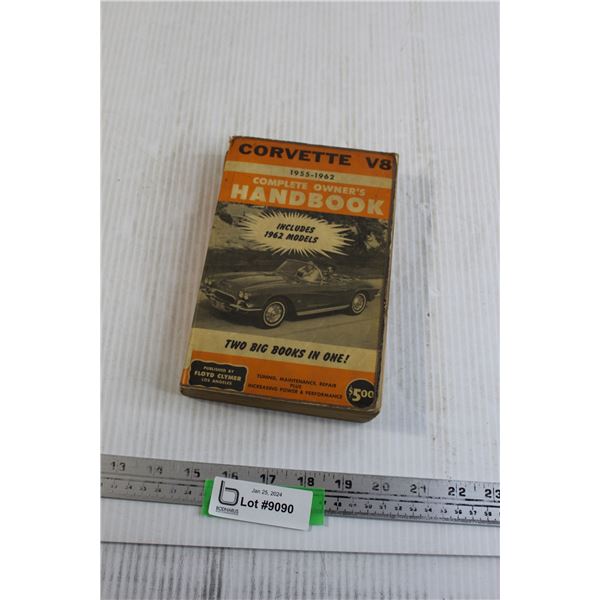 CORVETTE V8
1955-1962
COMPLETE OWNER'S
HANDBOOK
INCLUDES
1962 MODELS
TWO BIG BOOKS IN ONE!
PUBLISHED BY
FLOYD CLYMER
LOS ANGELES
TUNING, MAINTENANCE, REPAIR
PLUS
INCREASING POWER & PERFORMANCE
$5.00
13 14 15 16 17 18 19 20 21 22 23
Jan 25, 2024
Lot #9090
BODNARUS